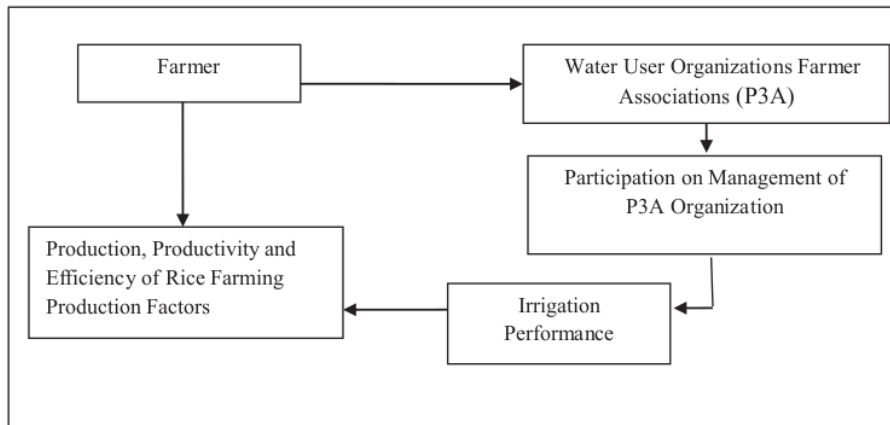 Farmer
Water User Organizations Farmer
Associations (P3A)
Participation on Management of
P3A Organization
Production, Productivity and
Efficiency of Rice Farming
Production Factors
Irrigation
Performance